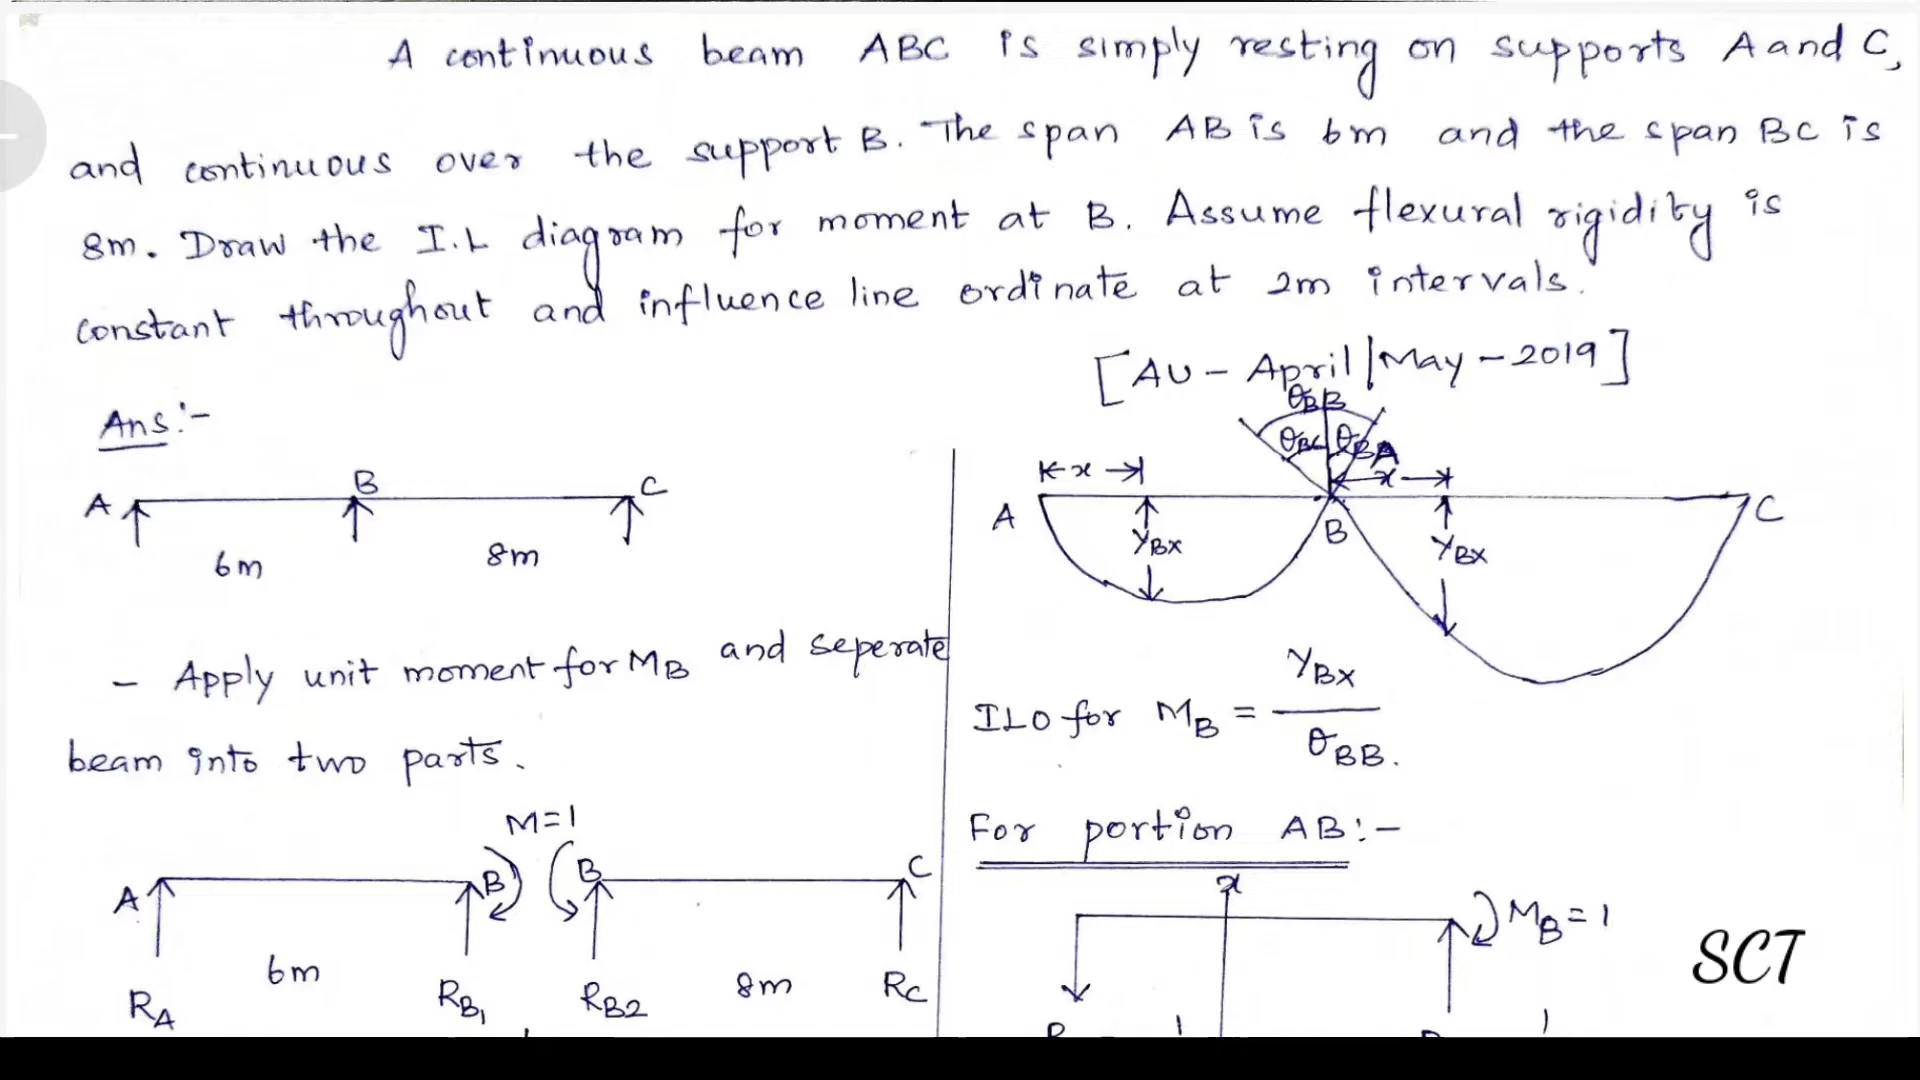 A continuous beam ABC is simply resting on supports A and C,
and continuous over the support B. The span AB is 6m and the span BC is
8m. Draw the I.L diagram for moment at B. Assume flexural rigidity is
constant throughout and influence line ordinate at 2m intervals.
[AU - April/May - 2019]
Ans:-
A B C
6m 8m
- Apply unit moment for MB and seperate
beam into two parts.
M=1
A B B C
6m 8m
RA RB1 RB2 RC
θBB
θBC θBA
x x
A B C
YBX YBX
ILO for MB = YBX
θBB.
For portion AB:-
x
MB = 1
SCT